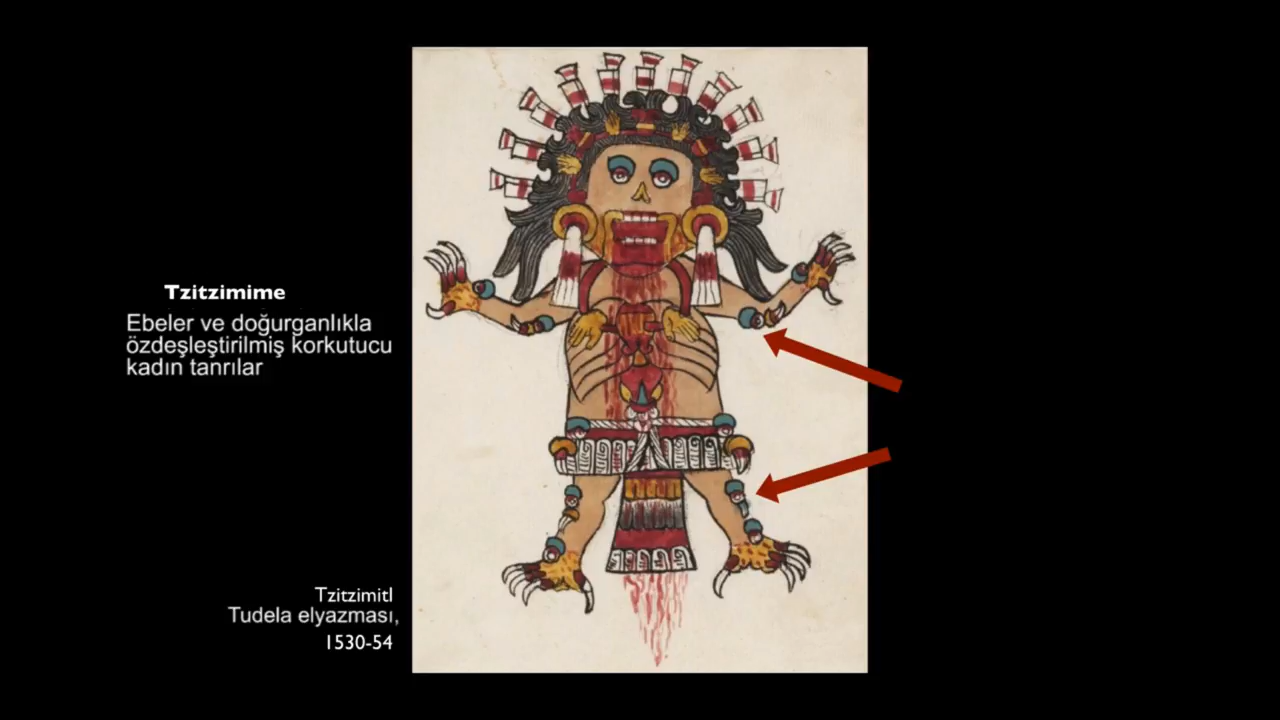 Tzitzimime
Ebeler ve doğurganlıkla
özdeşleştirilmiş korkutucu
kadın tanrılar
Tzitzimitl
Tudela elyazması,
1530-54